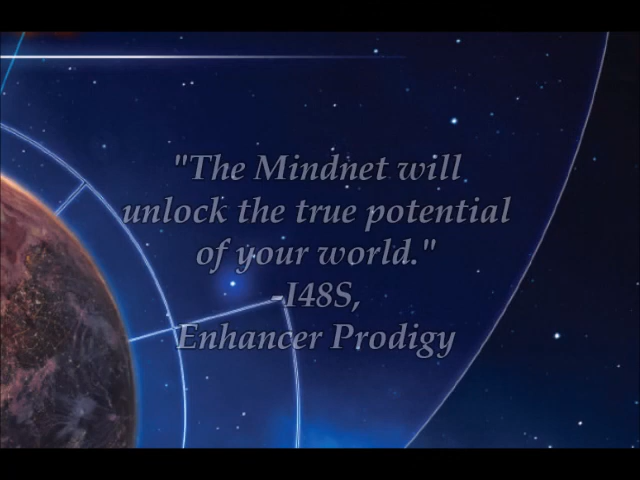 "The Mindnet will
unlock the true potential
of your world."
-I48S,
Enhancer Prodigy